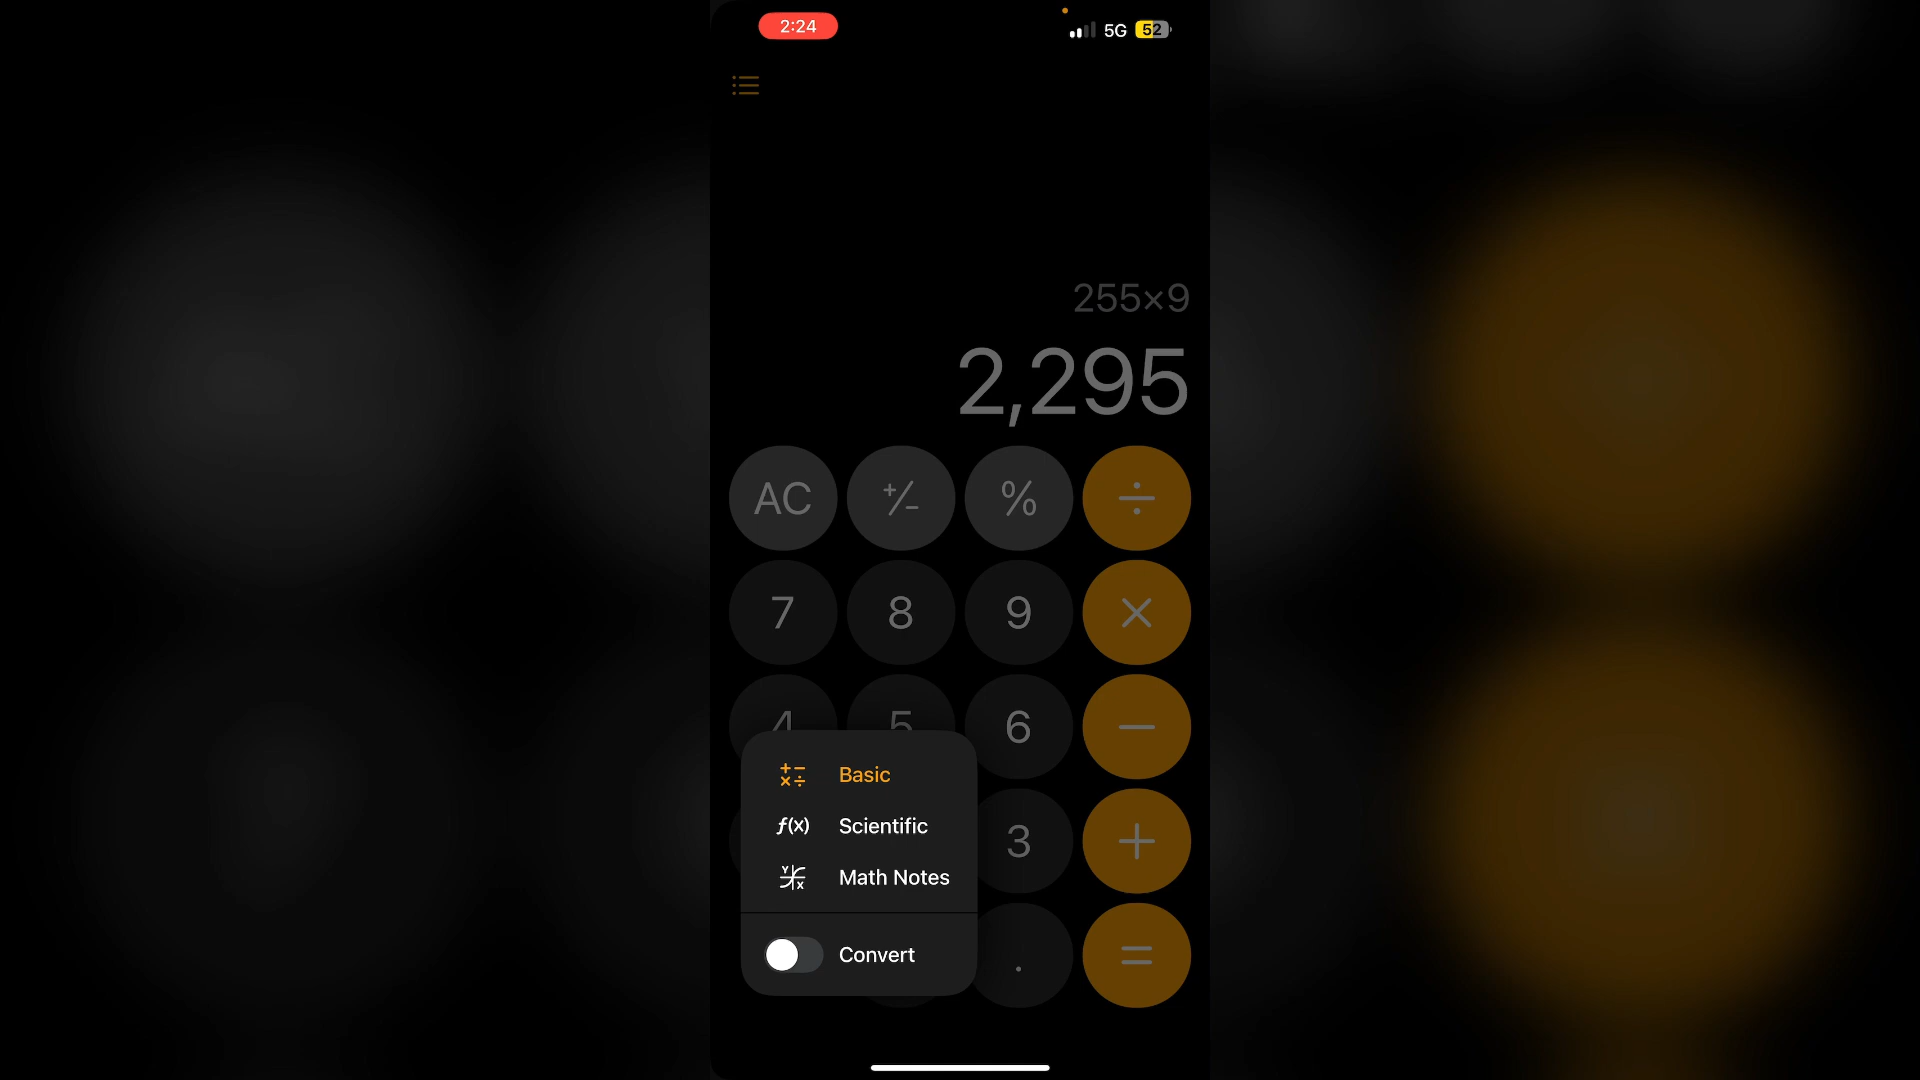 2:24
5G 52
255×9
2,295
AC +/- % ÷
7 8 9 ×
4 5 6 −
Basic
f(x) Scientific
3 +
Y X Math Notes
Convert
. =